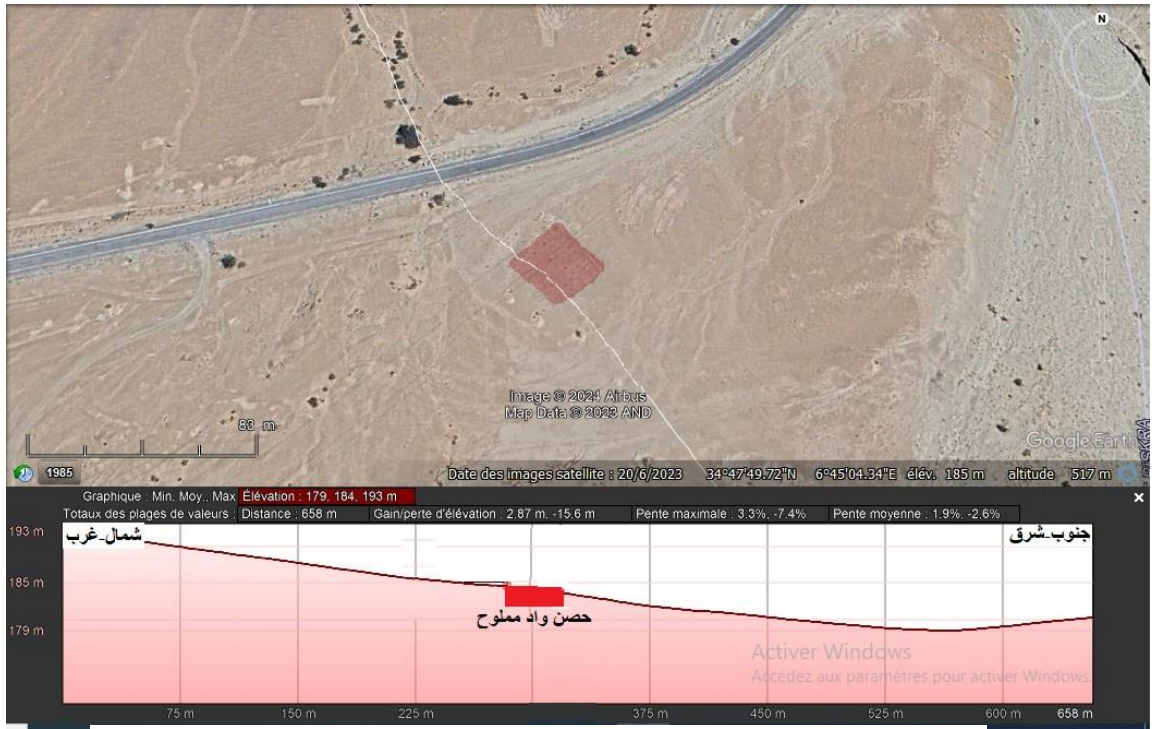 N
Image © 2024 Airbus
Map Data © 2023 AND
83 m
Google Earth
BISKRA
1985
Date des images satellite : 20/6/2023 34°47'49.72"N 6°45'04.34"E élév. 185 m altitude 517 m
Graphique : Min, Moy., Max Élévation : 179, 184, 193 m
Totaux des plages de valeurs : Distance : 658 m Gain/perte d'élévation : 2.87 m, -15.6 m Pente maximale : 3.3%, -7.4% Pente moyenne : 1.9%, -2.6%
193 m
شمال-غرب
جنوب-شرق
185 m
حصن واد مملوح
179 m
Activer Windows
Accédez aux paramètres pour activer Windows.
75 m 150 m 225 m 375 m 450 m 525 m 600 m 658 m